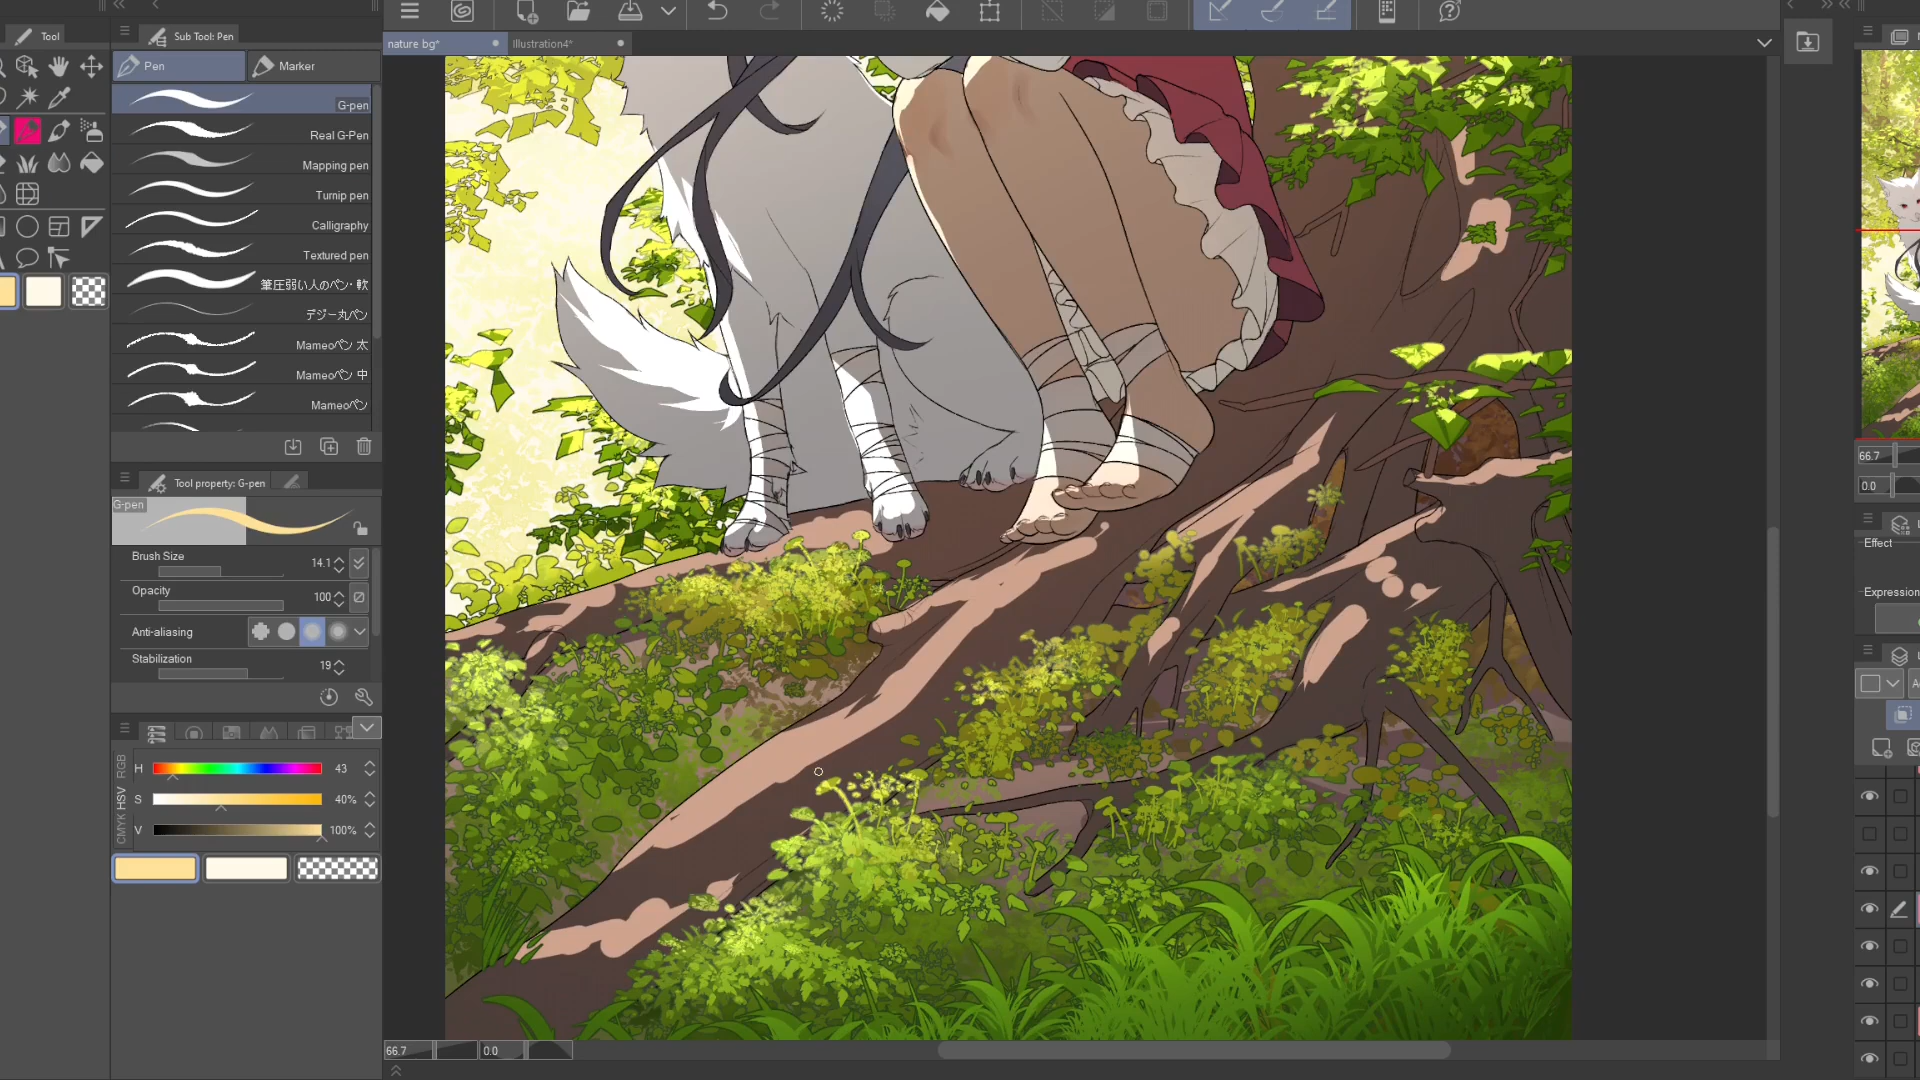 Tool
Sub Tool: Pen
nature bg*
Illustration4*
Pen
Marker
G-pen
Real G-Pen
Mapping pen
Turnip pen
Calligraphy
Textured pen
筆圧弱い人のペン・軟
デジー丸ペン
Mameoペン 太
Mameoペン 中
Mameoペン
Tool property: G-pen
G-pen
Brush Size
14.1
Opacity
100
Anti-aliasing
Stabilization
19
RGB
HSV
CMYK
H 43
S 40%
V 100%
66.7
0.0
66.7
0.0
Effect
Expression